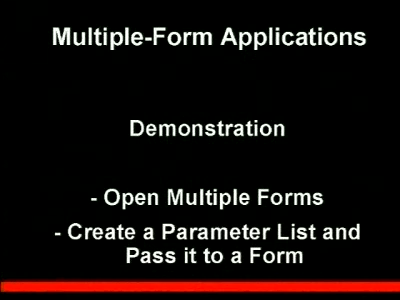 Multiple-Form Applications
Demonstration
- Open Multiple Forms
- Create a Parameter List and
Pass it to a Form